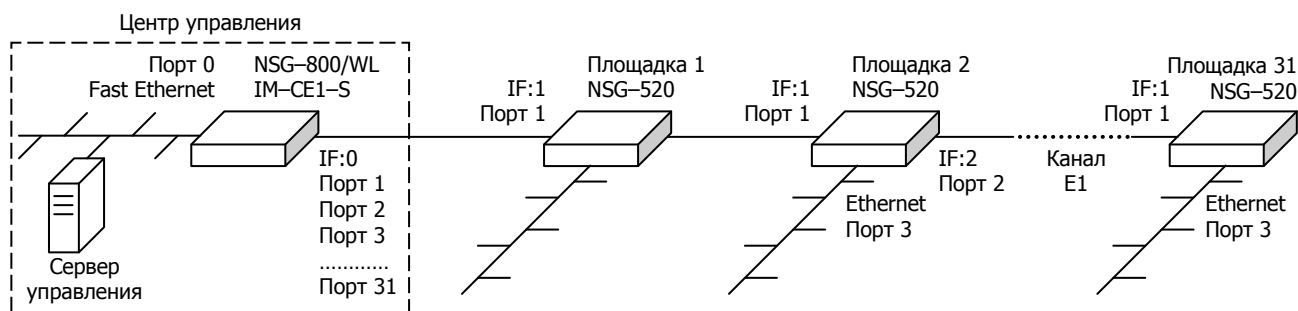 Центр управления
Порт 0
Fast Ethernet
NSG–800/WL
IM–CE1–S
IF:0
Порт 1
Порт 2
Порт 3
............
Порт 31
Сервер
управления
IF:1
Порт 1
Площадка 1
NSG–520
IF:1
Порт 1
Площадка 2
NSG–520
IF:2
Порт 2
Ethernet
Порт 3
Канал
E1
IF:1
Порт 1
Площадка 31
NSG–520
Ethernet
Порт 3